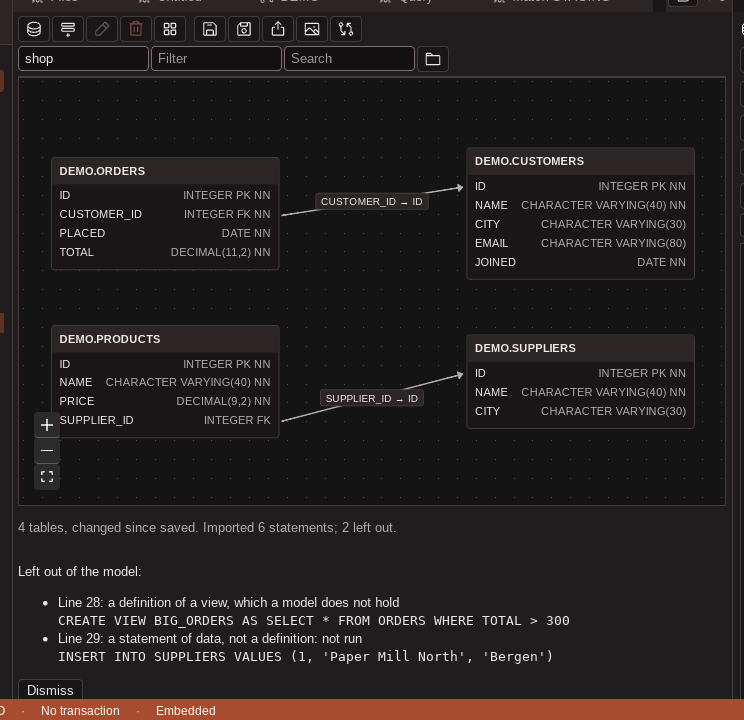 shop
Filter
Search
DEMO.ORDERS
ID INTEGER PK NN
CUSTOMER_ID INTEGER FK NN
PLACED DATE NN
TOTAL DECIMAL(11,2) NN
CUSTOMER_ID → ID
DEMO.CUSTOMERS
ID INTEGER PK NN
NAME CHARACTER VARYING(40) NN
CITY CHARACTER VARYING(30)
EMAIL CHARACTER VARYING(80)
JOINED DATE NN
DEMO.PRODUCTS
ID INTEGER PK NN
NAME CHARACTER VARYING(40) NN
PRICE DECIMAL(9,2) NN
SUPPLIER_ID INTEGER FK
SUPPLIER_ID → ID
DEMO.SUPPLIERS
ID INTEGER PK NN
NAME CHARACTER VARYING(40) NN
CITY CHARACTER VARYING(30)
4 tables, changed since saved. Imported 6 statements; 2 left out.
Left out of the model:
• Line 28: a definition of a view, which a model does not hold
CREATE VIEW BIG_ORDERS AS SELECT * FROM ORDERS WHERE TOTAL > 300
• Line 29: a statement of data, not a definition: not run
INSERT INTO SUPPLIERS VALUES (1, 'Paper Mill North', 'Bergen')
Dismiss
· No transaction · Embedded